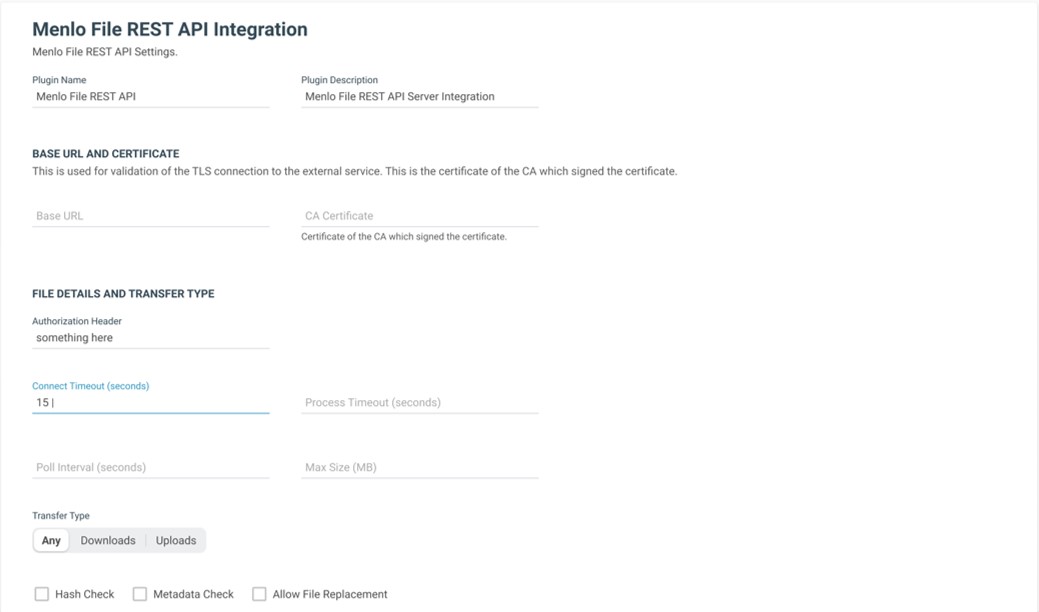 Menlo File REST API Integration
Menlo File REST API Settings.
Plugin Name
Plugin Description
Menlo File REST API
Menlo File REST API Server Integration
BASE URL AND CERTIFICATE
This is used for validation of the TLS connection to the external service. This is the certificate of the CA which signed the certificate.
Base URL
CA Certificate
Certificate of the CA which signed the certificate.
FILE DETAILS AND TRANSFER TYPE
Authorization Header
something here
Connect Timeout (seconds)
15
Process Timeout (seconds)
Poll Interval (seconds)
Max Size (MB)
Transfer Type
Any Downloads Uploads
Hash Check Metadata Check Allow File Replacement